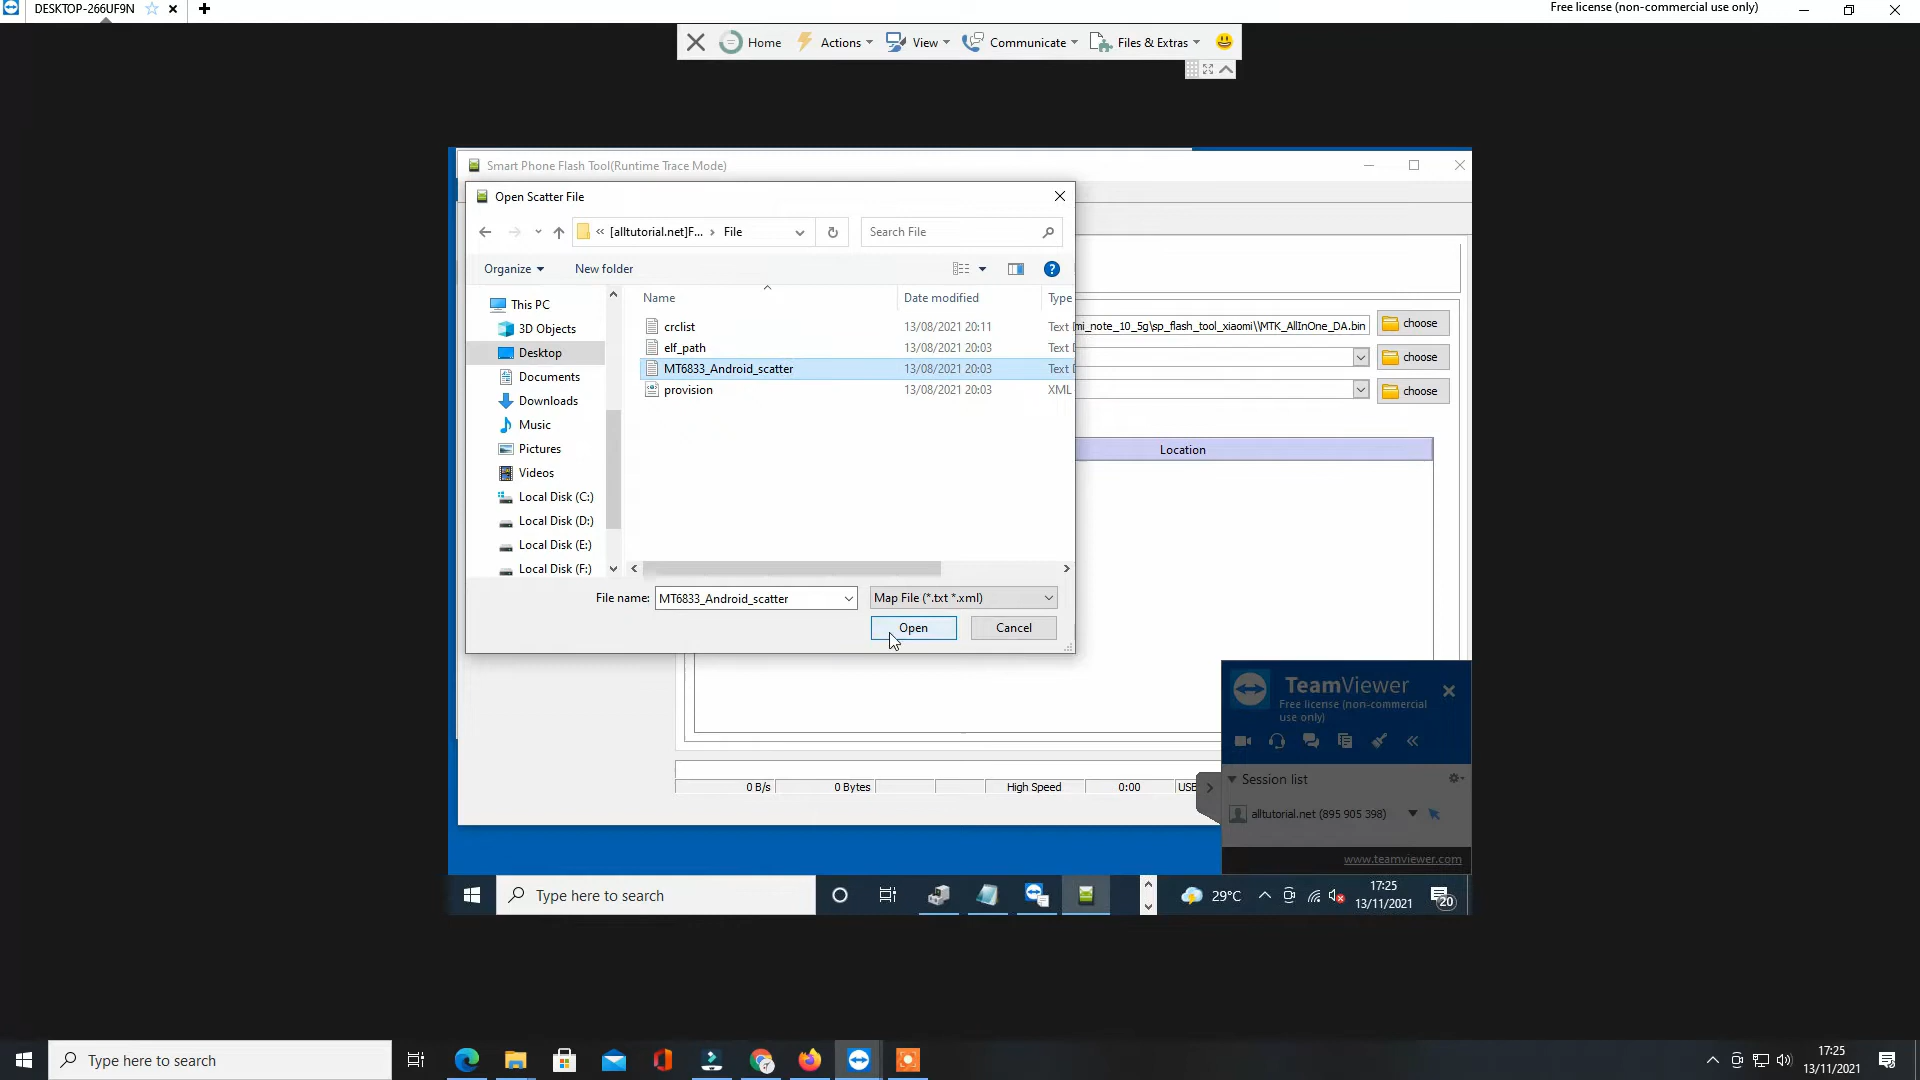 DESKTOP-266UF9N
Free license (non-commercial use only)
Home
Actions
View
Communicate
Files & Extras
Smart Phone Flash Tool(Runtime Trace Mode)
Open Scatter File
« [alltutorial.net]F... > File
Search File
Organize
New folder
This PC
3D Objects
Desktop
Documents
Downloads
Music
Pictures
Videos
Local Disk (C:)
Local Disk (D:)
Local Disk (E:)
Local Disk (F:)
Name Date modified Type
crclist 13/08/2021 20:11 Text
elf_path 13/08/2021 20:03 Text
MT6833_Android_scatter 13/08/2021 20:03 Text
provision 13/08/2021 20:03 XML
File name: MT6833_Android_scatter Map File (*.txt *.xml)
Open Cancel
mi_note_10_5g\sp_flash_tool_xiaomi\\MTK_AllInOne_DA.bin choose
choose
choose
Location
0 B/s 0 Bytes High Speed 0:00 USE
TeamViewer
Free license (non-commercial
use only)
Session list
alltutorial.net (895 905 398)
www.teamviewer.com
Type here to search
29°C
17:25
13/11/2021
20
Type here to search
17:25
13/11/2021